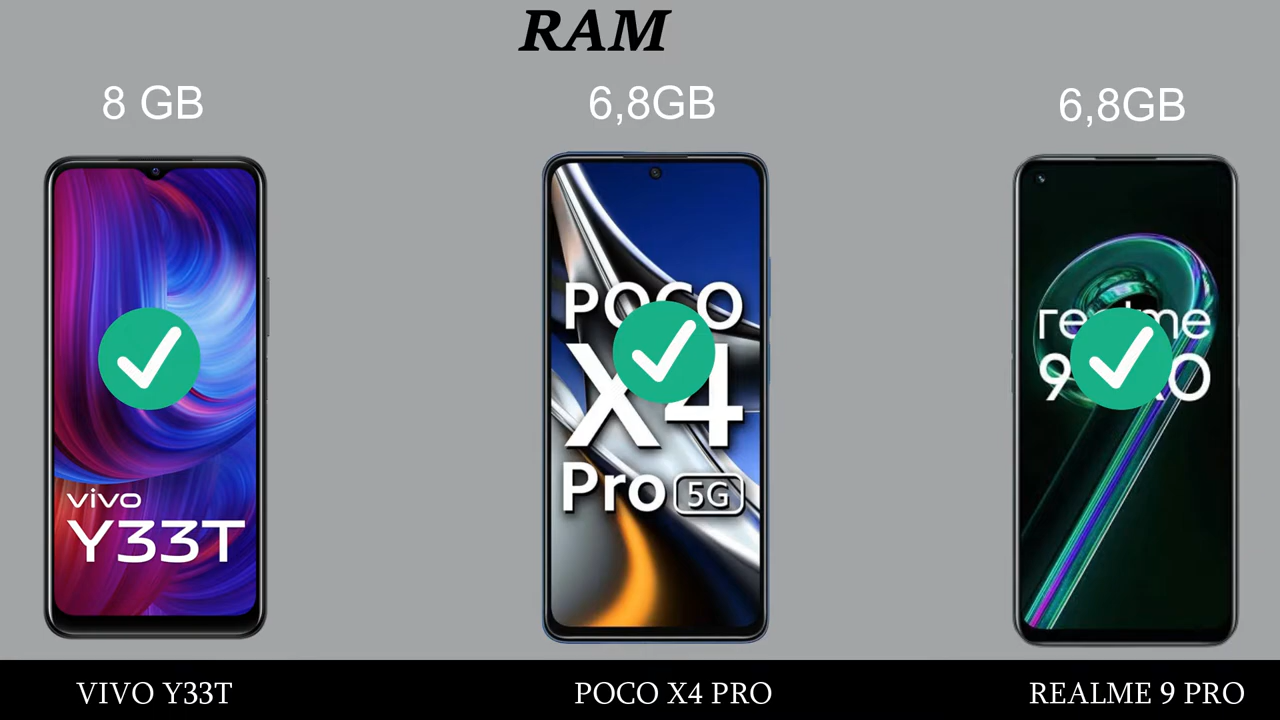 RAM
8 GB
6,8GB
6,8GB
vivo
Y33T
POCO
X4
Pro 5G
VIVO Y33T
POCO X4 PRO
REALME 9 PRO